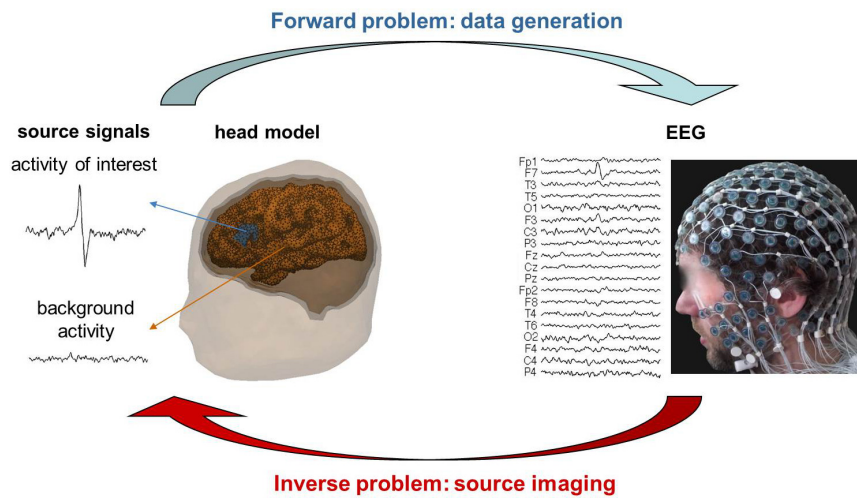 Forward problem: data generation
source signals
head model
EEG
activity of interest
background
activity
Fp1
F7
T3
T5
O1
F3
C3
P3
Fz
Cz
Pz
Fp2
F8
T4
T6
O2
F4
C4
P4
Inverse problem: source imaging